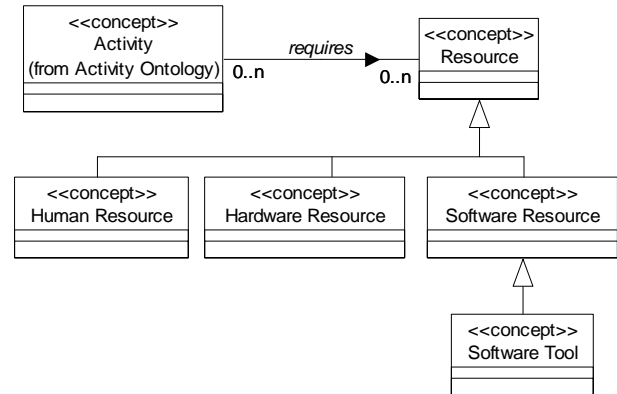 <<concept>>
Activity
(from Activity Ontology)
requires
0..n
0..n
<<concept>>
Resource
<<concept>>
Human Resource
<<concept>>
Hardware Resource
<<concept>>
Software Resource
<<concept>>
Software Tool